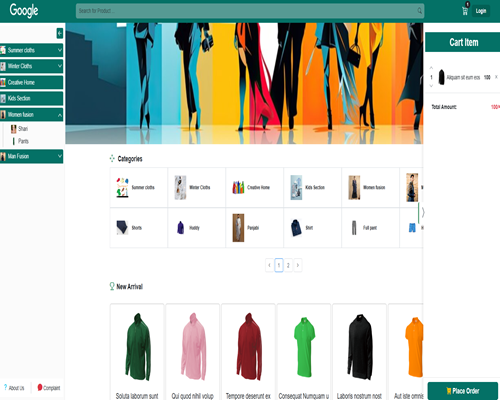 Google
Search for Product ...
0
Login
Summer cloths
Winter Cloths
Creative Home
Kids Section
Women fusion
Shari
Pants
Man Fusion
About Us
Complaint
Categories
Summer cloths
Winter Cloths
Creative Home
Kids Section
Women fusion
Shorts
Huddy
Panjabi
Shirt
Full pant
1
2
New Arrival
Soluta laborum sunt
Qui quod nihil volup
Tempore deserunt ex
Consequat Numquam u
Laboris nostrum nost
Aut iste omnis
Cart Item
1
Aliquam sit eum eos
100
×
Total Amount:
100
Place Order